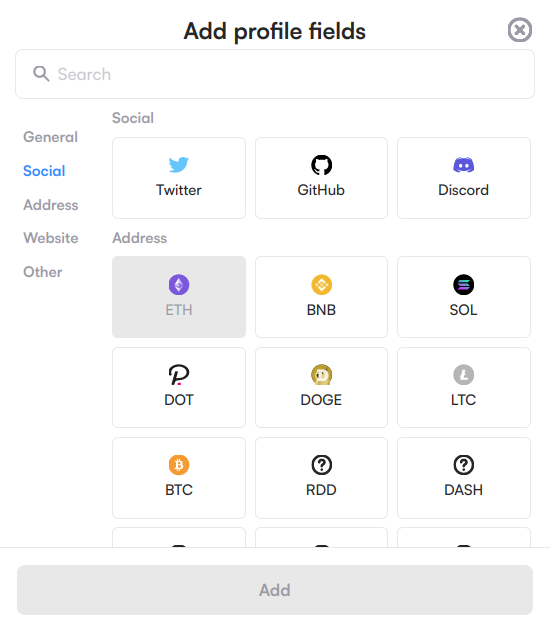 Add profile fields
Search
General
Social
Address
Website
Other
Social
Twitter
GitHub
Discord
Address
ETH
BNB
SOL
DOT
DOGE
LTC
BTC
RDD
DASH
Add